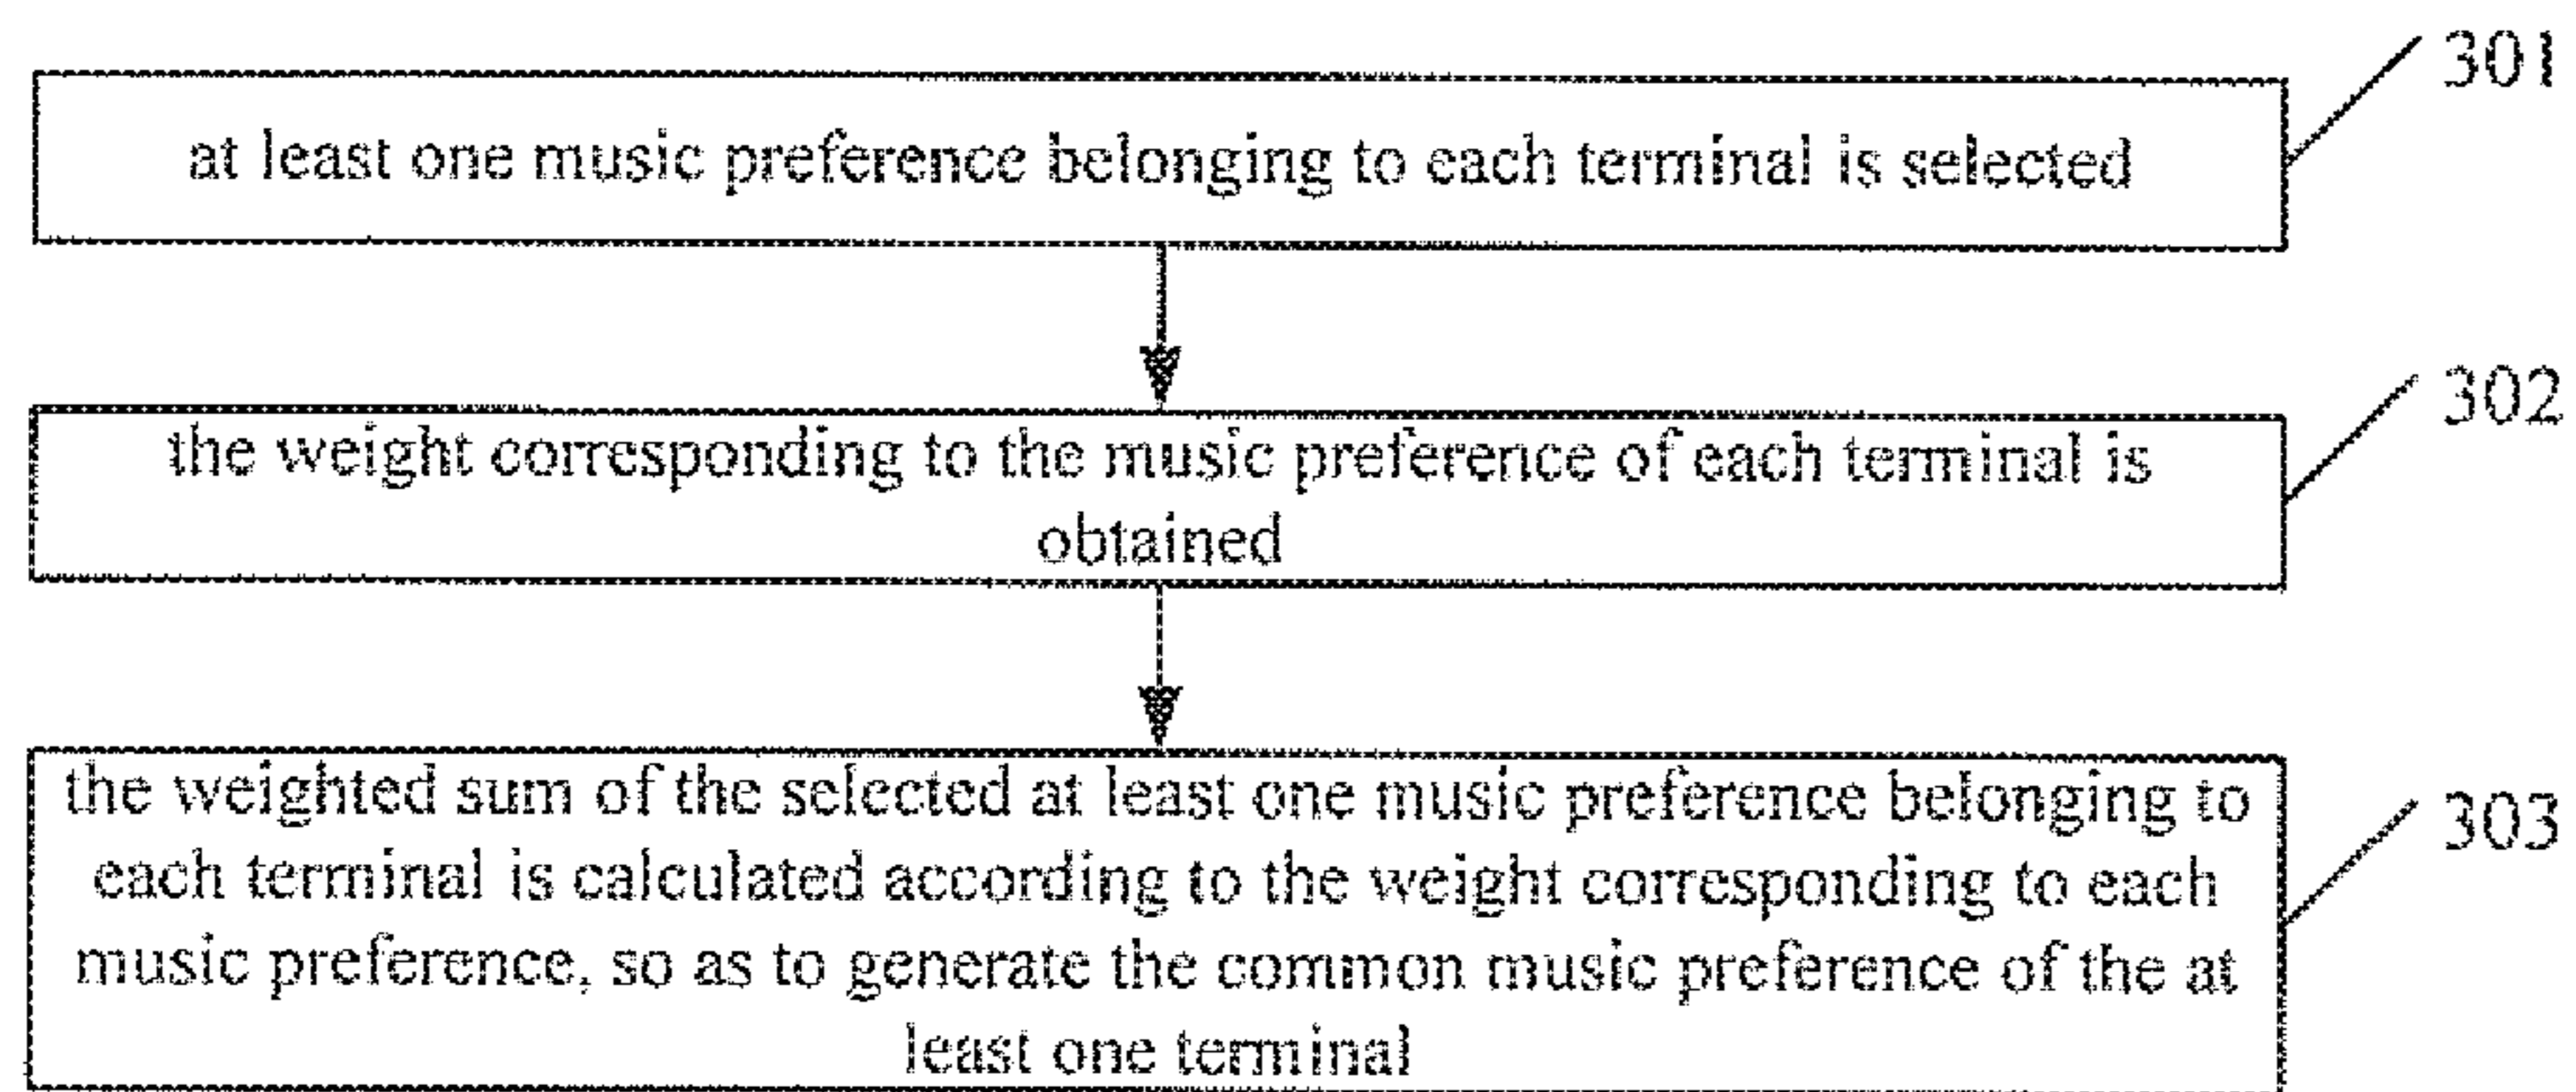 301
at least one music preference belonging to each terminal is selected
302
the weight corresponding to the music preference of each terminal is
obtained
303
the weighted sum of the selected at least one music preference belonging to
each terminal is calculated according to the weight corresponding to each
music preference, so as to generate the common music preference of the at
least one terminal